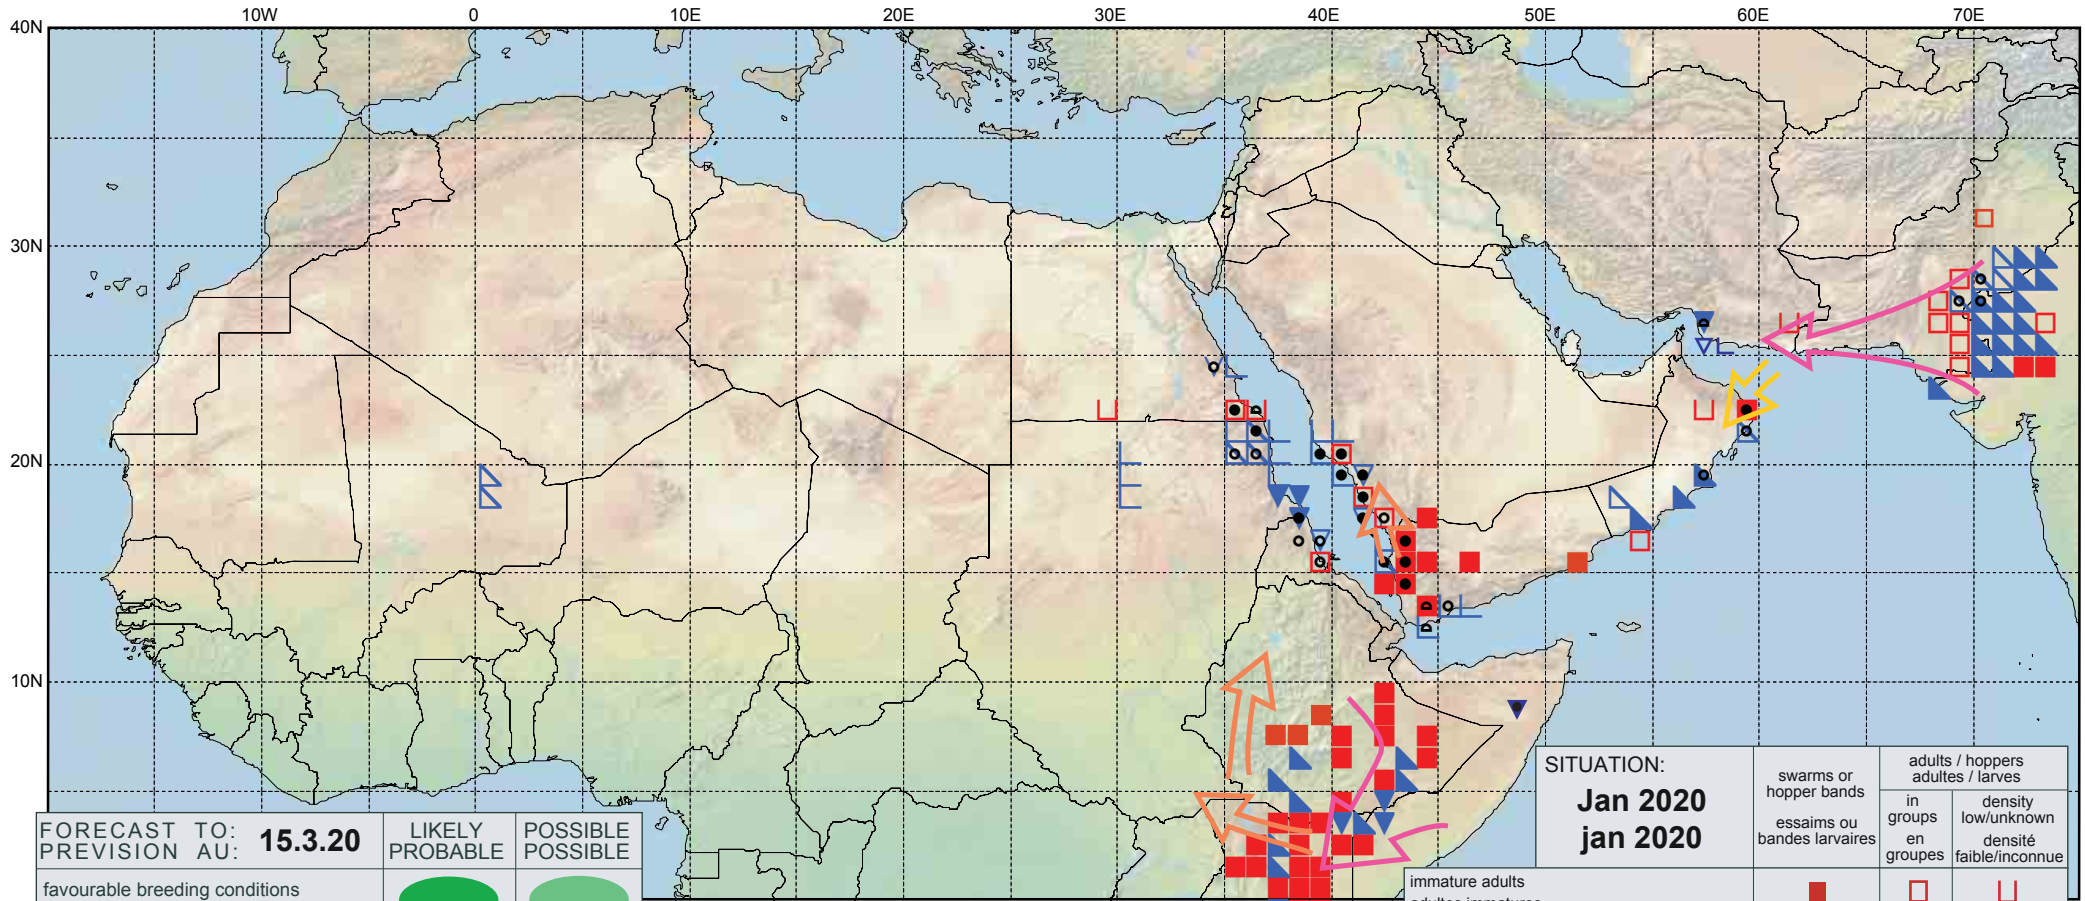 10W 0 10E 20E 30E 40E 50E 60E 70E
40N
30N
20N
10N
SITUATION:
Jan 2020
jan 2020
swarms or
hopper bands
essaims ou
bandes larvaires
adults / hoppers
adultes / larves
in
groups
en
groupes
density
low/unknown
densité
faible/inconnue
immature adults
adultes immatures
FORECAST TO:
PREVISION AU:
15.3.20
LIKELY
PROBABLE
POSSIBLE
POSSIBLE
favourable breeding conditions